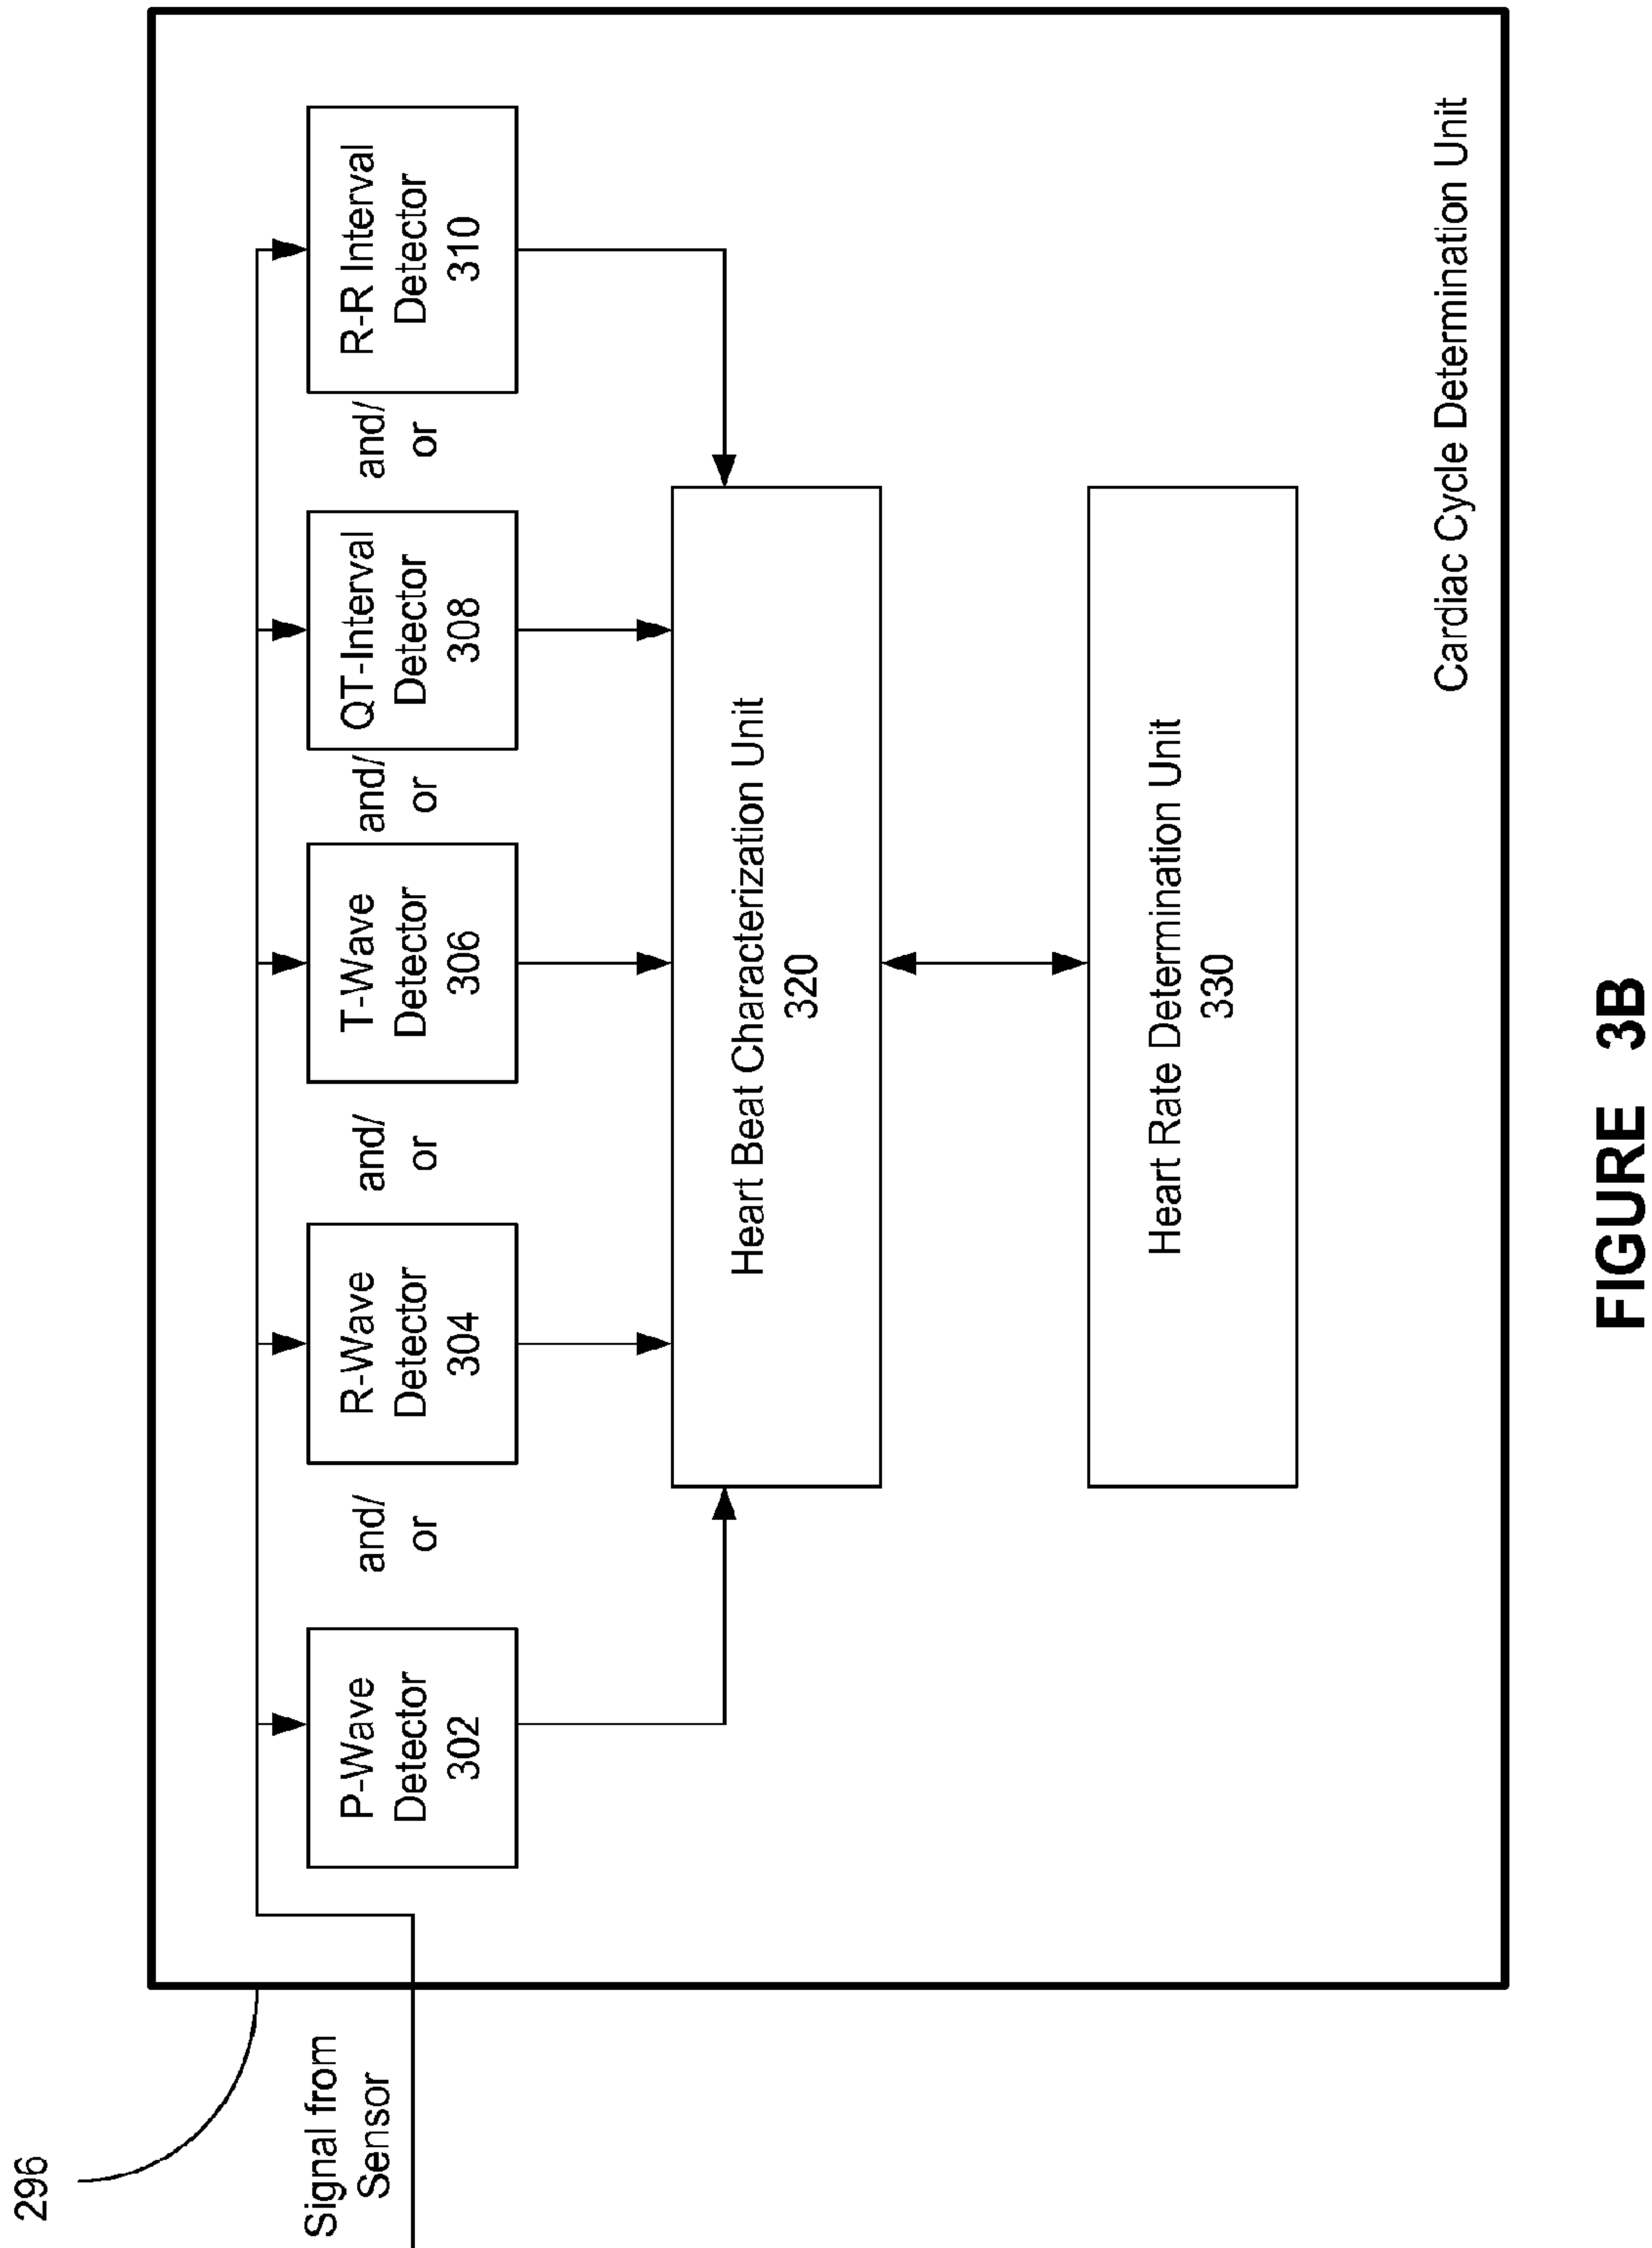 296
Signal from
Sensor
P-Wave
Detector
302
and/
or
R-Wave
Detector
304
and/
or
T-Wave
Detector
306
and/
or
QT-Interval
Detector
308
and/
or
R-R Interval
Detector
310
Heart Beat Characterization Unit
320
Heart Rate Determination Unit
330
Cardiac Cycle Determination Unit
FIGURE 3B